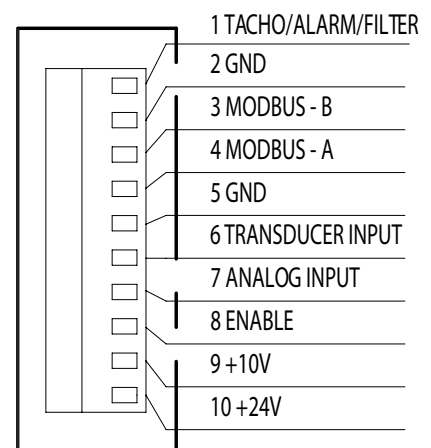 1 TACHO/ALARM/FILTER
2 GND
3 MODBUS - B
4 MODBUS - A
5 GND
6 TRANSDUCER INPUT
7 ANALOG INPUT
8 ENABLE
9 +10V
10 +24V